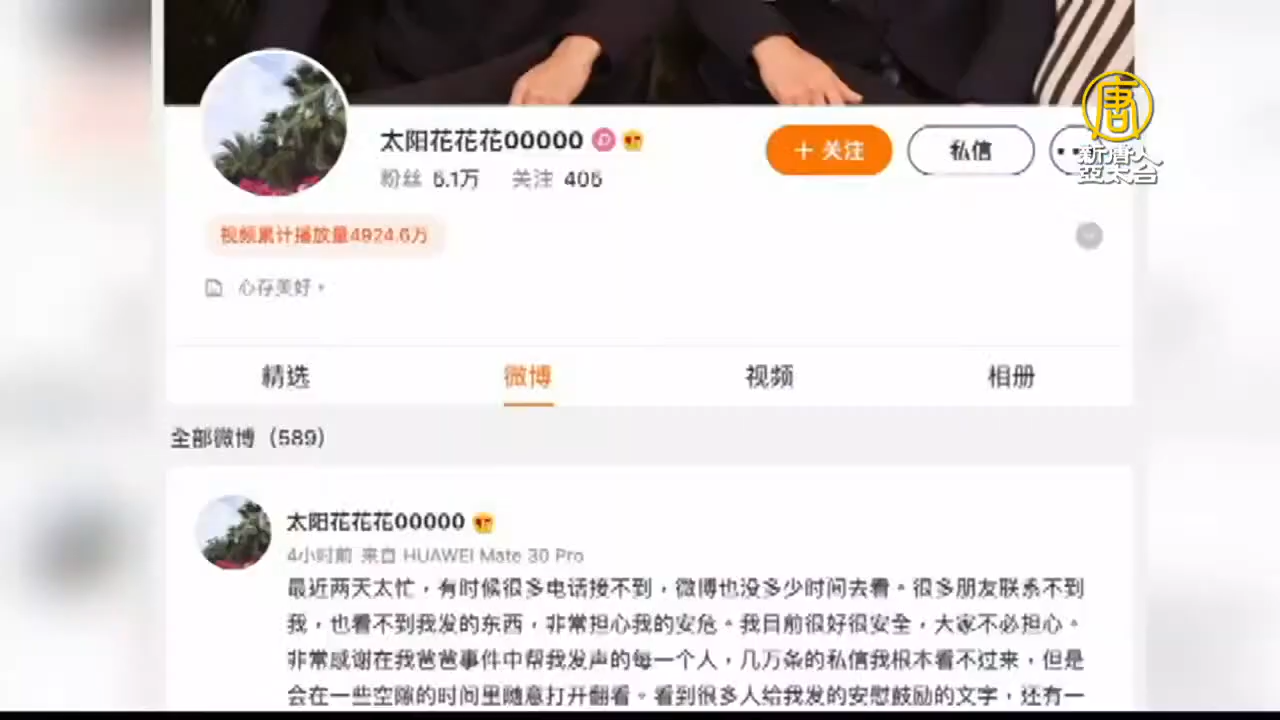 太阳花花花00000
粉丝 5.1万 关注 405
+ 关注
私信
唐
新唐人
亞太台
视频累计播放量4924.6万
心存美好。
精选
微博
视频
相册
全部微博（589）
太阳花花花00000
4小时前 来自 HUAWEI Mate 30 Pro
最近两天太忙，有时候很多电话接不到，微博也没多少时间去看。很多朋友联系不到
我，也看不到我发的东西，非常担心我的安危。我目前很好很安全，大家不必担心。
非常感谢在我爸爸事件中帮我发声的每一个人，几万条的私信我根本看不过来，但是
会在一些空隙的时间里随意打开翻看。看到很多人给我发的安慰鼓励的文字，还有一